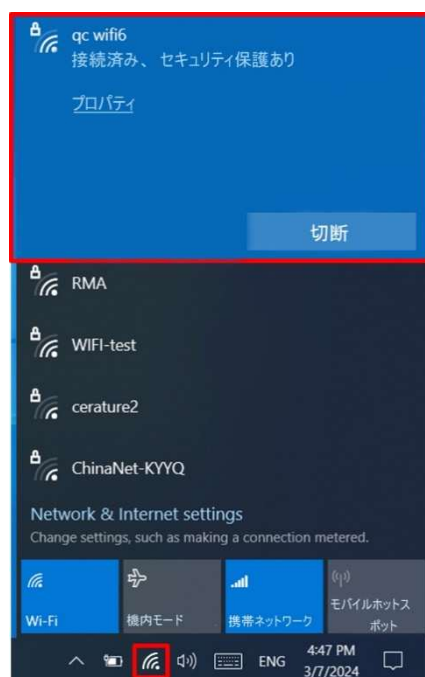 qc wifi6
接続済み、セキュリティ保護あり
プロパティ
切断
RMA
WIFI-test
cerature2
ChinaNet-KYYQ
Network & Internet settings
Change settings, such as making a connection metered.
Wi-Fi
機内モード
携帯ネットワーク
モバイルホットス
ポット
ENG
4:47 PM
3/7/2024